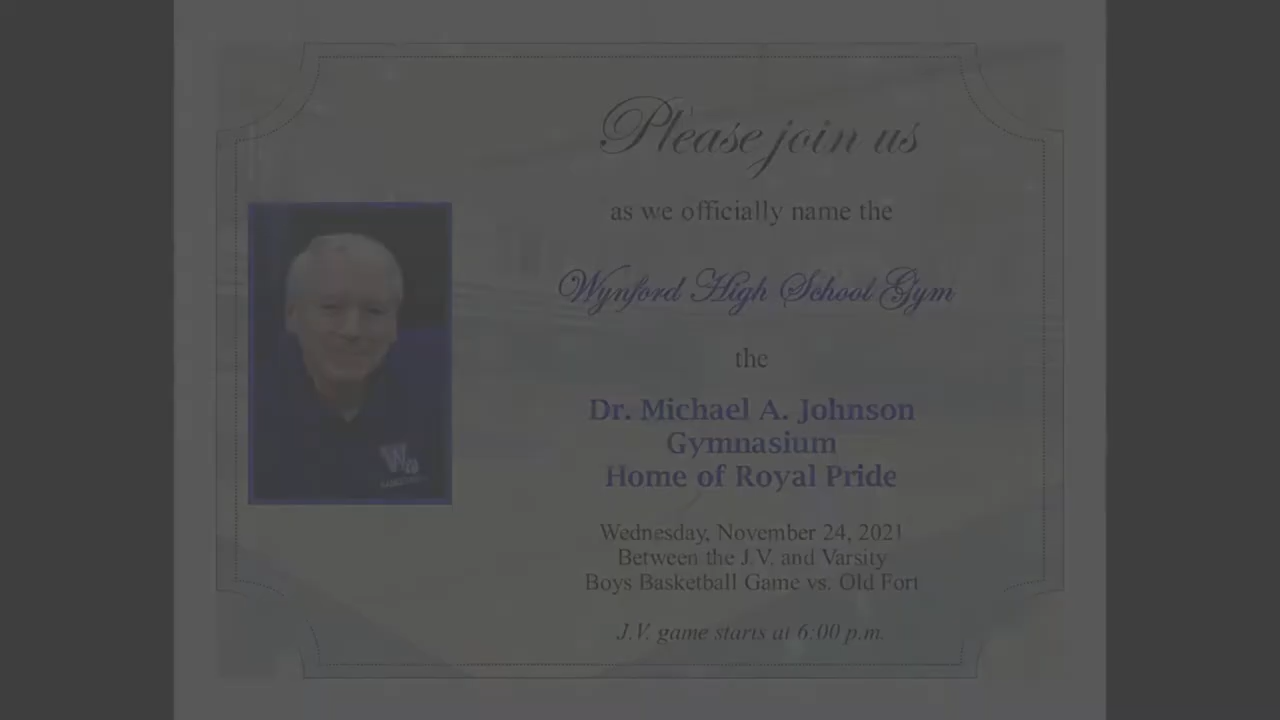 Please join us
as we officially name the
Wynford High School Gym
the
Dr. Michael A. Johnson
Gymnasium
Home of Royal Pride
Wednesday, November 24, 2021
Between the J.V. and Varsity
Boys Basketball Game vs. Old Fort
J.V. game starts at 6:00 p.m.